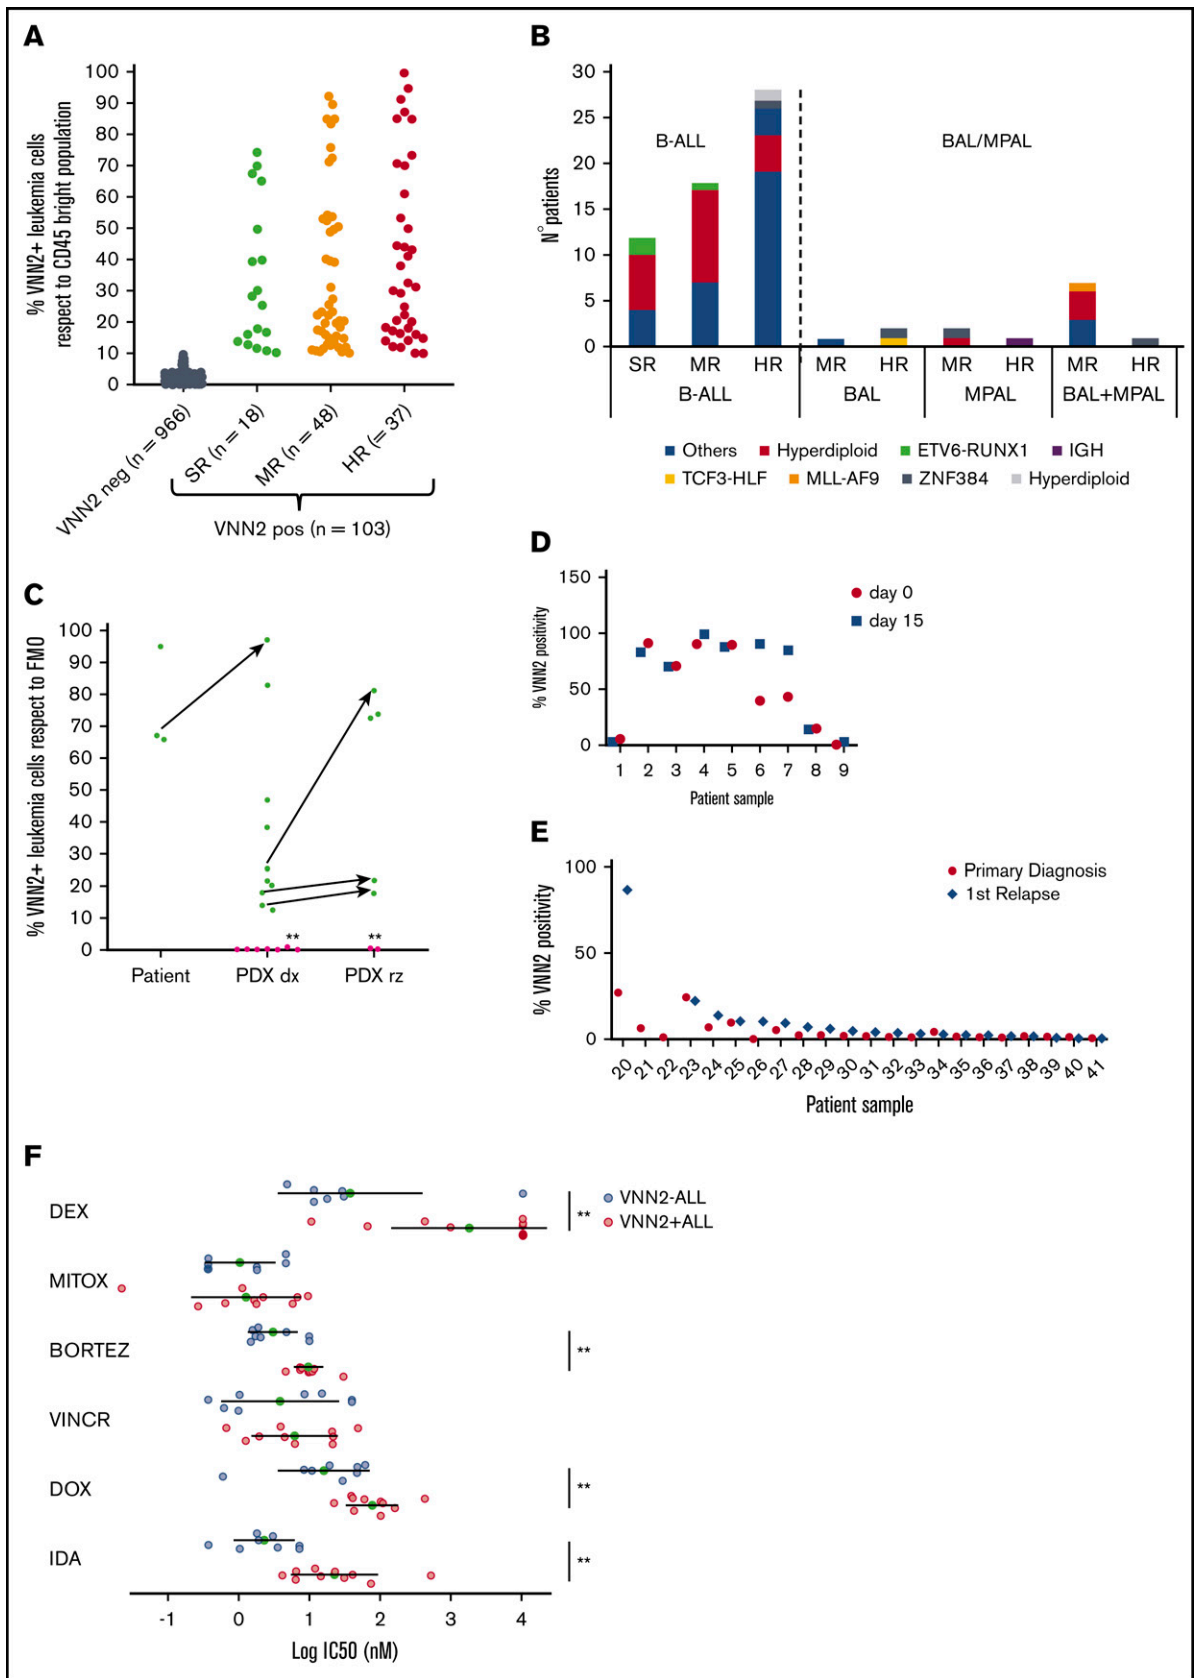 A
% VNN2+ leukemia cells
respect to CD45 bright population
100
90
80
70
60
50
40
30
20
10
0
VNN2 neg (n = 966)
SR (n = 18)
MR (n = 48)
HR (= 37)
VNN2 pos (n = 103)
B
N° patients
30
25
20
15
10
5
0
B-ALL
BAL/MPAL
SR
MR
HR
MR
HR
MR
HR
MR
HR
B-ALL
BAL
MPAL
BAL+MPAL
Others
Hyperdiploid
ETV6-RUNX1
IGH
TCF3-HLF
MLL-AF9
ZNF384
Hyperdiploid
C
% VNN2+ leukemia cells respect to FMO
100
90
80
70
60
50
40
30
20
10
0
**
**
Patient
PDX dx
PDX rz
D
% VNN2 positivity
150
100
50
0
1
2
3
4
5
6
7
8
9
Patient sample
day 0
day 15
E
% VNN2 positivity
100
50
0
20
21
22
23
24
25
26
27
28
29
30
31
32
33
34
35
36
37
38
39
40
41
Patient sample
Primary Diagnosis
1st Relapse
F
DEX
MITOX
BORTEZ
VINCR
DOX
IDA
**
**
**
**
VNN2-ALL
VNN2+ALL
-1
0
1
2
3
4
Log IC50 (nM)